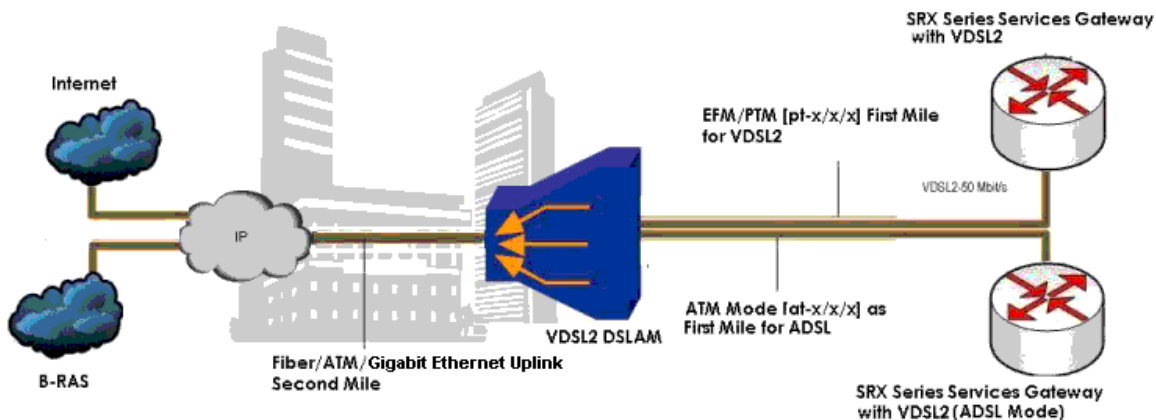 SRX Series Services Gateway
with VDSL2
Internet
EFM/PTM [pt-x/x/x] First Mile
for VDSL2
VDSL2-50 Mbit/s
IP
ATM Mode [at-x/x/x] as
First Mile for ADSL
VDSL2 DSLAM
Fiber/ATM/Gigabit Ethernet Uplink
Second Mile
B-RAS
SRX Series Services Gateway
with VDSL2 (ADSL Mode)